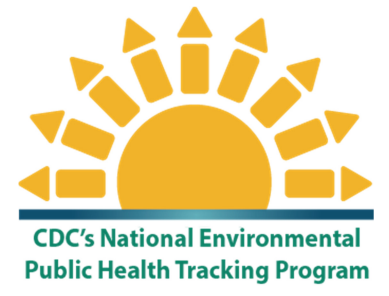 CDC's National Environmental
Public Health Tracking Program